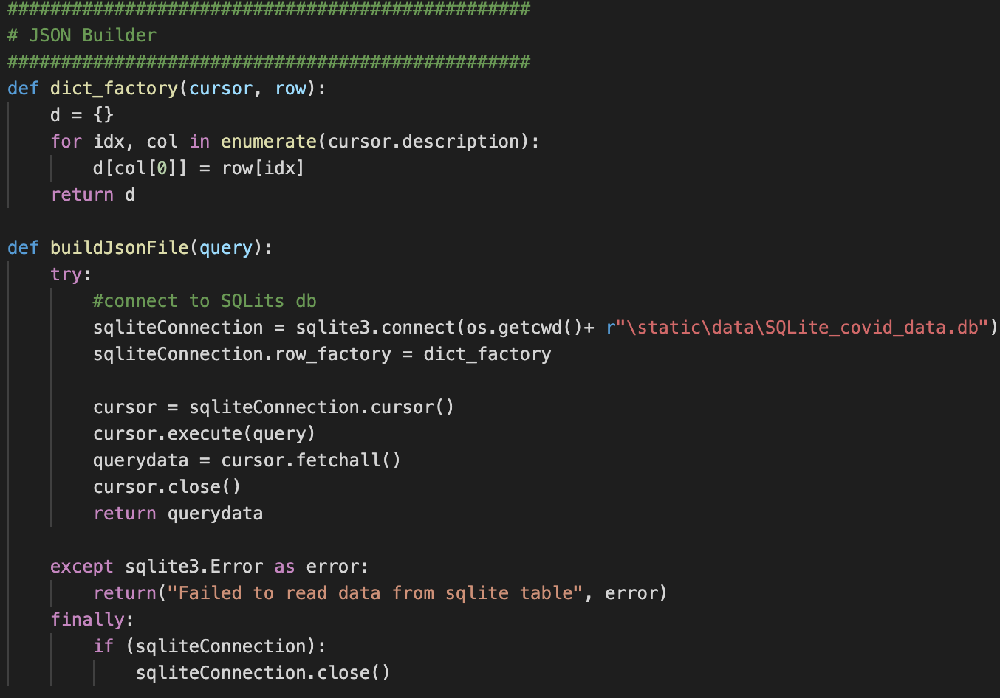 #################################################
# JSON Builder
#################################################
def dict_factory(cursor, row):
    d = {}
    for idx, col in enumerate(cursor.description):
        d[col[0]] = row[idx]
    return d

def buildJsonFile(query):
    try:
        #connect to SQLits db
        sqliteConnection = sqlite3.connect(os.getcwd()+ r"\static\data\SQLite_covid_data.db")
        sqliteConnection.row_factory = dict_factory

        cursor = sqliteConnection.cursor()
        cursor.execute(query)
        querydata = cursor.fetchall()
        cursor.close()
        return querydata

    except sqlite3.Error as error:
        return("Failed to read data from sqlite table", error)
    finally:
        if (sqliteConnection):
            sqliteConnection.close()